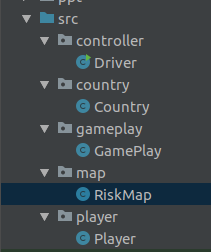 ppt
src
controller
Driver
country
Country
gameplay
GamePlay
map
RiskMap
player
Player